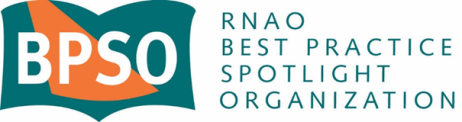 BPSO
RNAO
BEST PRACTICE
SPOTLIGHT
ORGANIZATION